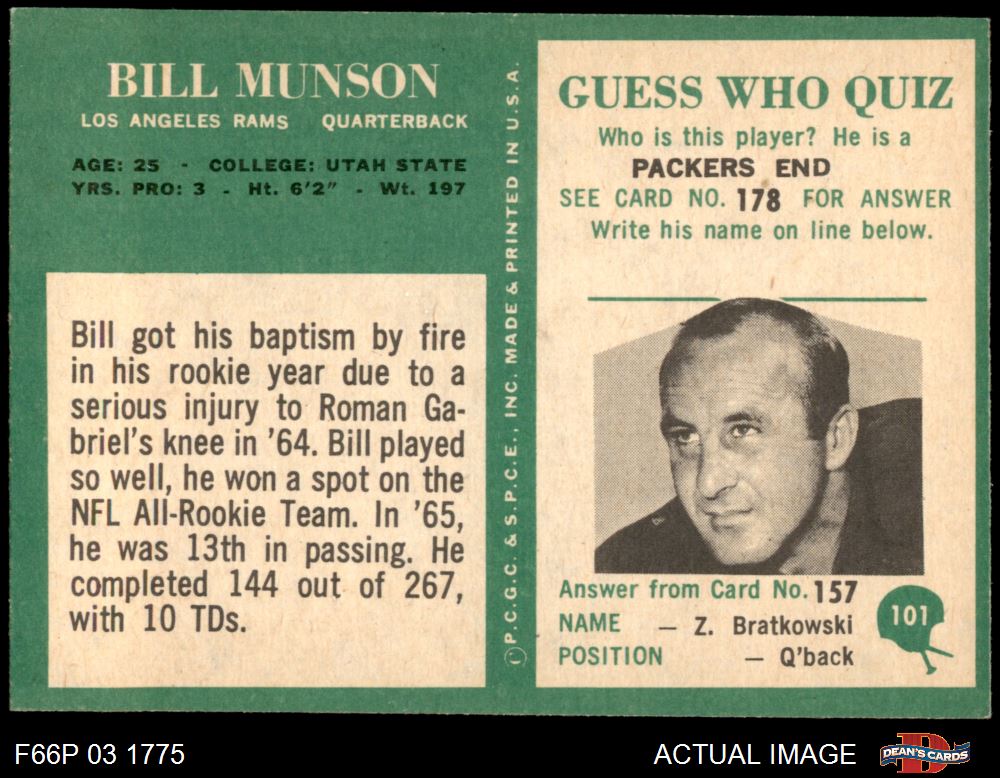 BILL MUNSON
LOS ANGELES RAMS QUARTERBACK
AGE: 25 - COLLEGE: UTAH STATE
YRS. PRO: 3 - Ht. 6'2" - Wt. 197
Bill got his baptism by fire
in his rookie year due to a
serious injury to Roman Ga-
briel's knee in '64. Bill played
so well, he won a spot on the
NFL All-Rookie Team. In '65,
he was 13th in passing. He
completed 144 out of 267,
with 10 TDs.
Ⓒ P.C.G.C. & S.P.C.E., INC. MADE & PRINTED IN U.S.A.
GUESS WHO QUIZ
Who is this player? He is a
PACKERS END
SEE CARD NO. 178 FOR ANSWER
Write his name on line below.
Answer from Card No. 157
NAME — Z. Bratkowski
POSITION — Q'back
101
F66P 03 1775
ACTUAL IMAGE
D
DEAN'S CARDS